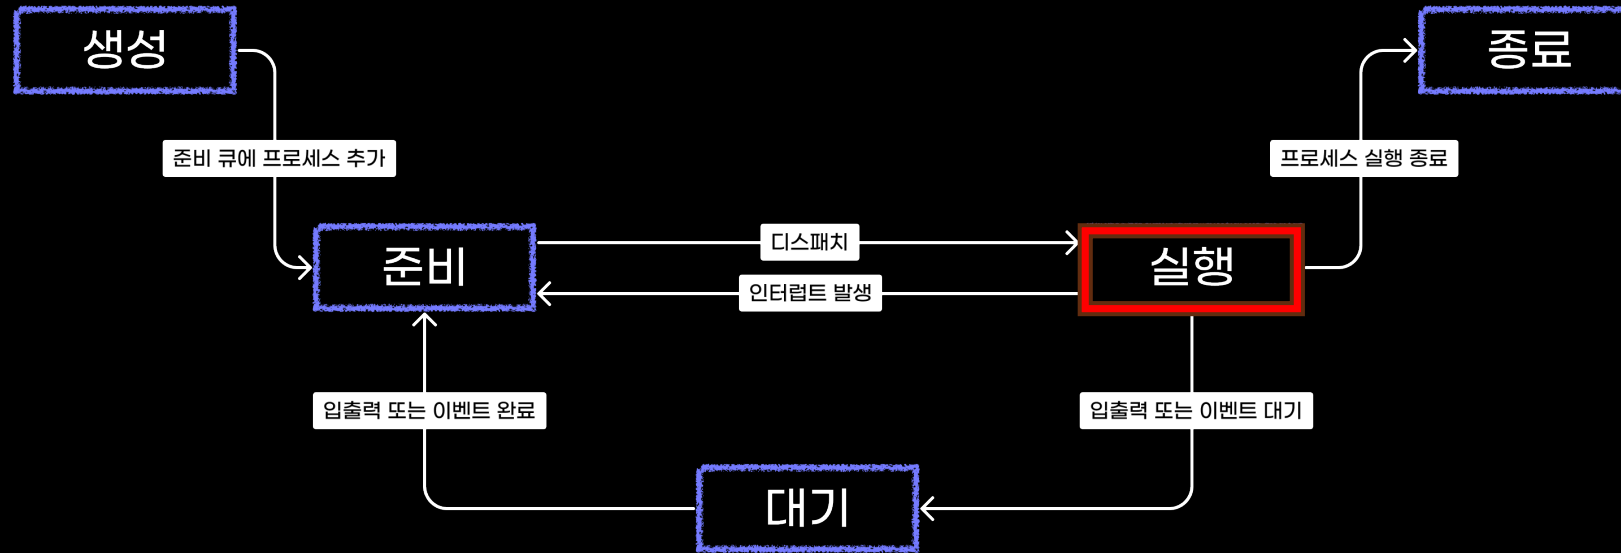 생성
종료
준비 큐에 프로세스 추가
프로세스 실행 종료
준비
디스패치
실행
인터럽트 발생
입출력 또는 이벤트 완료
입출력 또는 이벤트 대기
대기